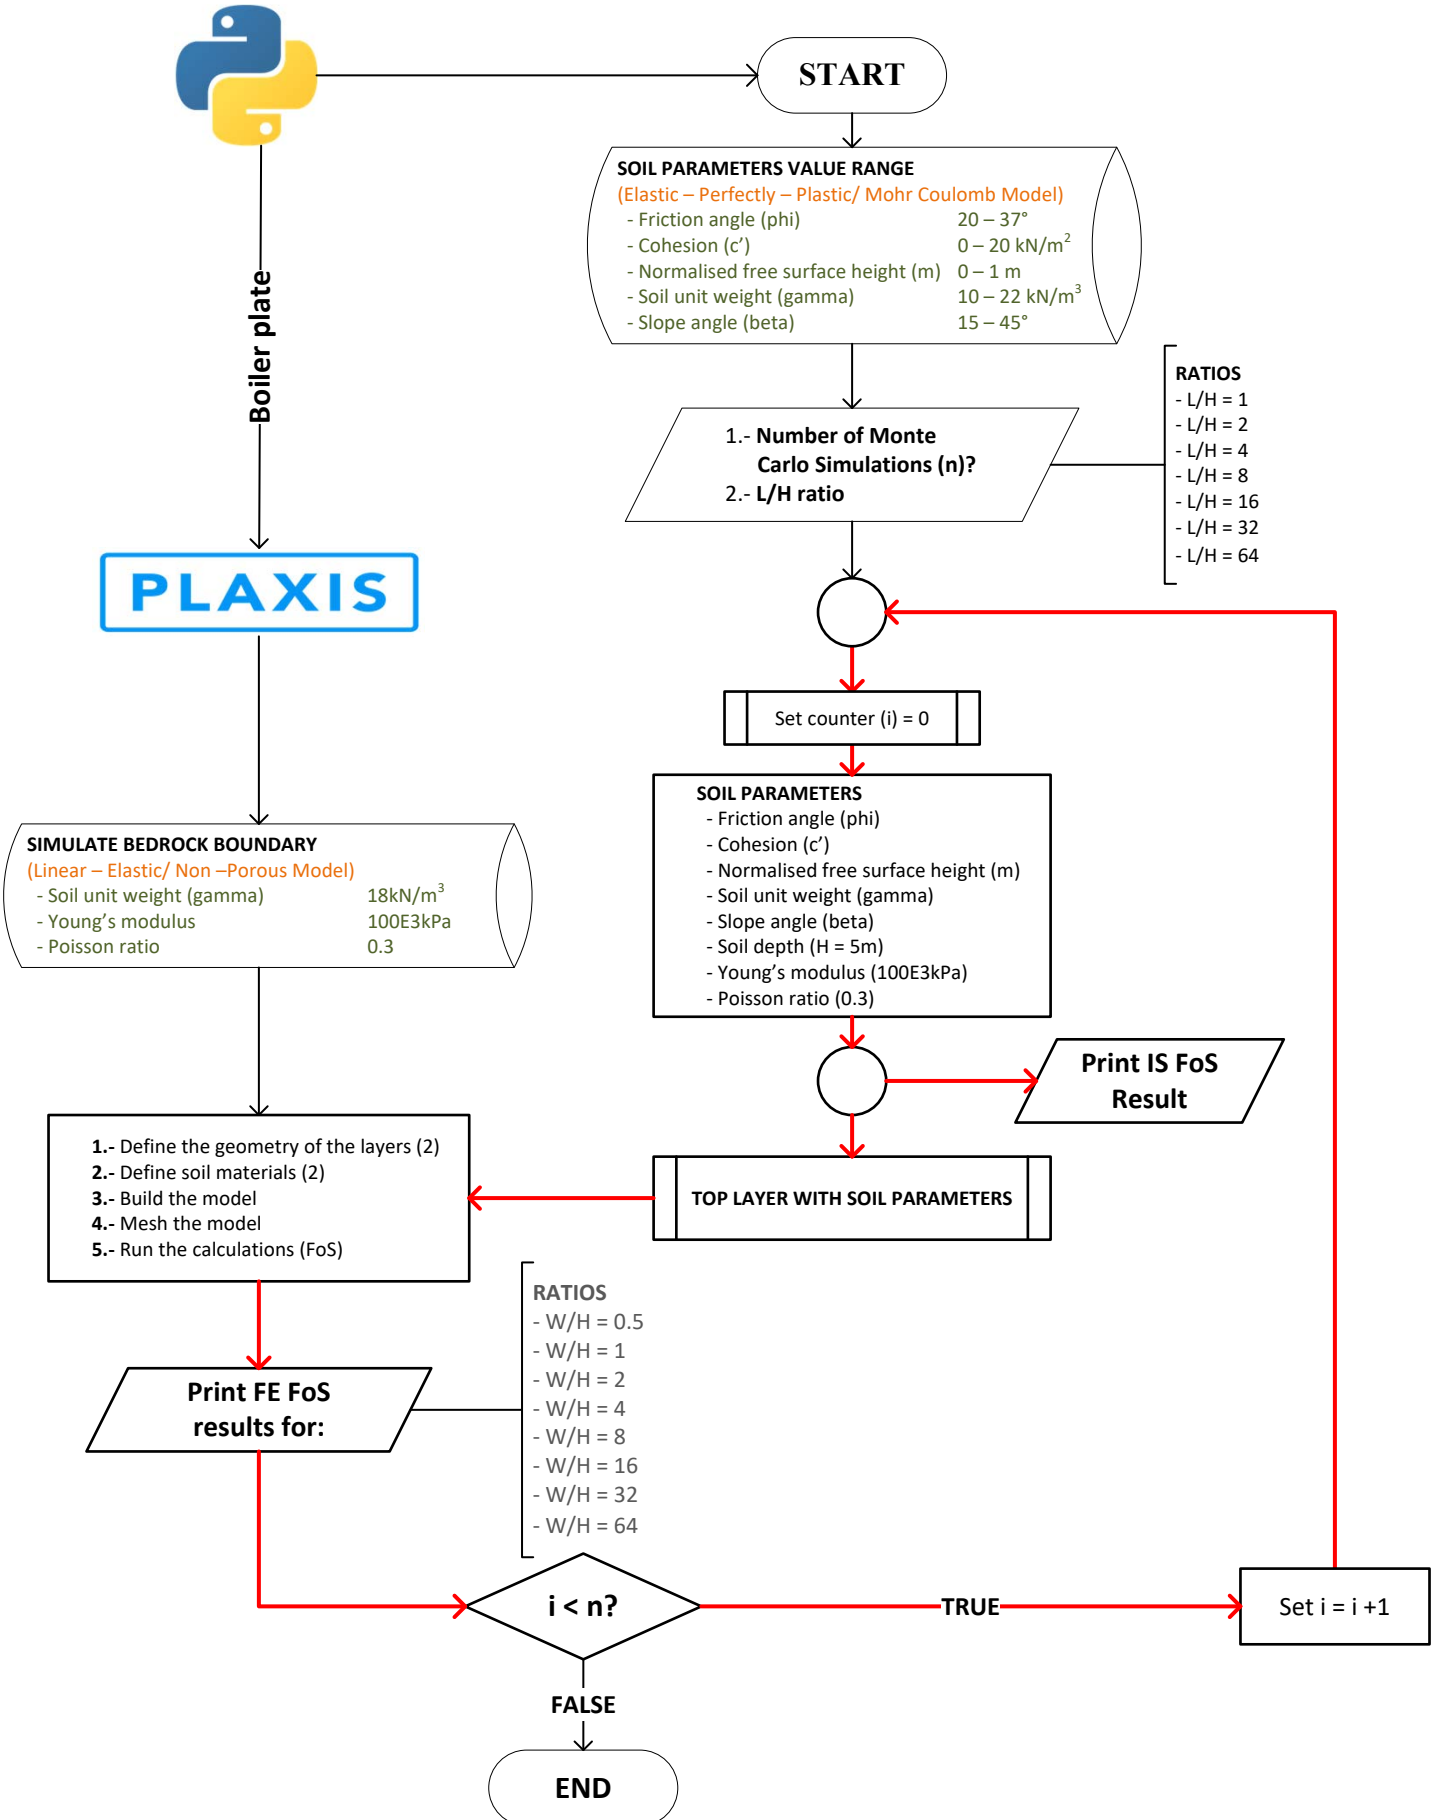 START
SOIL PARAMETERS VALUE RANGE
(Elastic – Perfectly – Plastic/ Mohr Coulomb Model)
- Friction angle (phi) 20 – 37°
- Cohesion (c’) 0 – 20 kN/m²
- Normalised free surface height (m) 0 – 1 m
- Soil unit weight (gamma) 10 – 22 kN/m³
- Slope angle (beta) 15 – 45°
Boiler plate
1.- Number of Monte
Carlo Simulations (n)?
2.- L/H ratio
RATIOS
- L/H = 1
- L/H = 2
- L/H = 4
- L/H = 8
- L/H = 16
- L/H = 32
- L/H = 64
PLAXIS
Set counter (i) = 0
SOIL PARAMETERS
- Friction angle (phi)
- Cohesion (c’)
- Normalised free surface height (m)
- Soil unit weight (gamma)
- Slope angle (beta)
- Soil depth (H = 5m)
- Young’s modulus (100E3kPa)
- Poisson ratio (0.3)
SIMULATE BEDROCK BOUNDARY
(Linear – Elastic/ Non –Porous Model)
- Soil unit weight (gamma) 18kN/m³
- Young’s modulus 100E3kPa
- Poisson ratio 0.3
Print IS FoS
Result
TOP LAYER WITH SOIL PARAMETERS
1.- Define the geometry of the layers (2)
2.- Define soil materials (2)
3.- Build the model
4.- Mesh the model
5.- Run the calculations (FoS)
Print FE FoS
results for:
RATIOS
- W/H = 0.5
- W/H = 1
- W/H = 2
- W/H = 4
- W/H = 8
- W/H = 16
- W/H = 32
- W/H = 64
i < n?
TRUE
Set i = i +1
FALSE
END